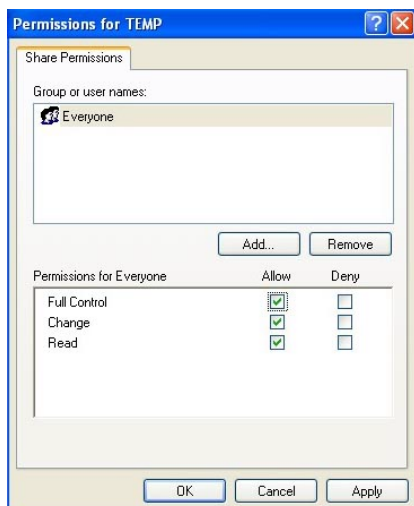 Permissions for TEMP
Share Permissions
Group or user names:
Everyone
Add... Remove
Permissions for Everyone Allow Deny
Full Control
Change
Read
OK Cancel Apply